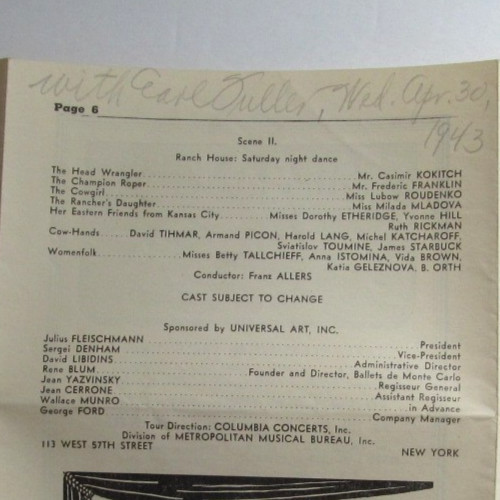 with Earl Fuller, Wed. Apr. 30,
1943
Page 6
Scene II.
Ranch House: Saturday night dance
The Head Wrangler Mr. Casimir KOKITCH
The Champion Roper Mr. Frederic FRANKLIN
The Cowgirl Miss Lubow ROUDENKO
The Rancher's Daughter Miss Milada MLADOVA
Her Eastern Friends from Kansas City Misses Dorothy ETHERIDGE, Yvonne HILL
Ruth RICKMAN
Cow-Hands David TIHMAR, Armand PICON, Harold LANG, Michel KATCHAROFF,
Sviatislov TOUMINE, James STARBUCK
Womenfolk Misses Betty TALLCHIEFF, Anna ISTOMINA, Vida BROWN,
Katia GELEZNOVA, B. ORTH
Conductor: Franz ALLERS
CAST SUBJECT TO CHANGE
Sponsored by UNIVERSAL ART, INC.
Julius FLEISCHMANN President
Sergei DENHAM Vice-President
David LIBIDINS Administrative Director
Rene BLUM Founder and Director, Ballets de Monte Carlo
Jean YAZVINSKY Regisseur General
Jean CERRONE Assistant Regisseur
Wallace MUNRO in Advance
George FORD Company Manager
Tour Direction: COLUMBIA CONCERTS, Inc.
Division of METROPOLITAN MUSICAL BUREAU, Inc.
113 WEST 57TH STREET NEW YORK